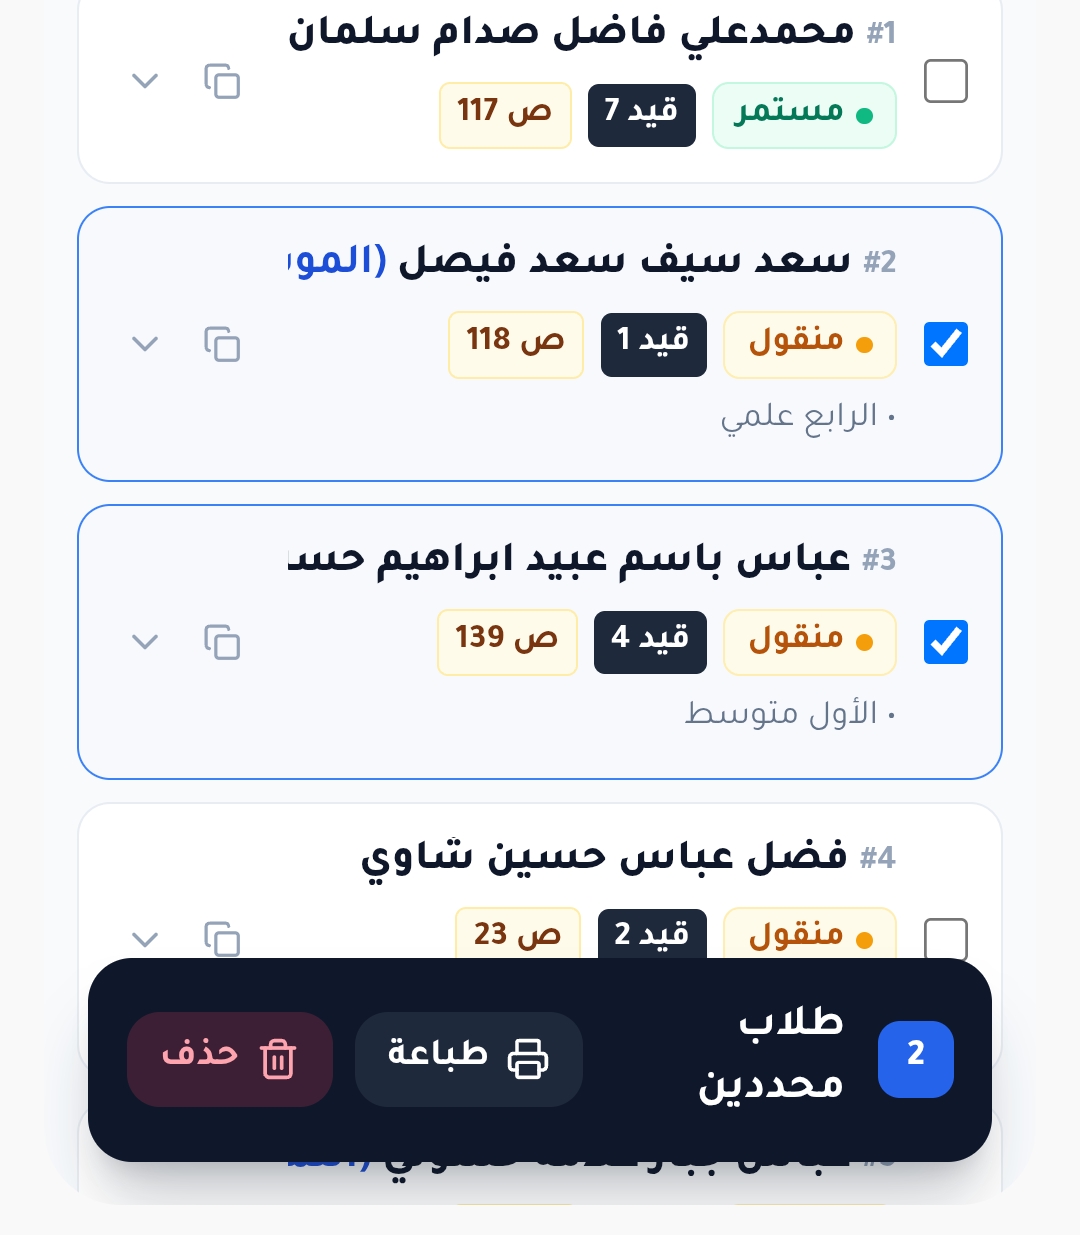 #1 محمدعلي فاضل صدام سلمان
مستمر قيد 7 ص 117
#2 سعد سيف سعد فيصل
منقول قيد 1 ص 118
• الرابع علمي
#3 عباس باسم عبيد ابراهيم
منقول قيد 4 ص 139
• الأول متوسط
#4 فضل عباس حسين شاوي
منقول قيد 2 ص 23
2 طلاب محددين طباعة حذف